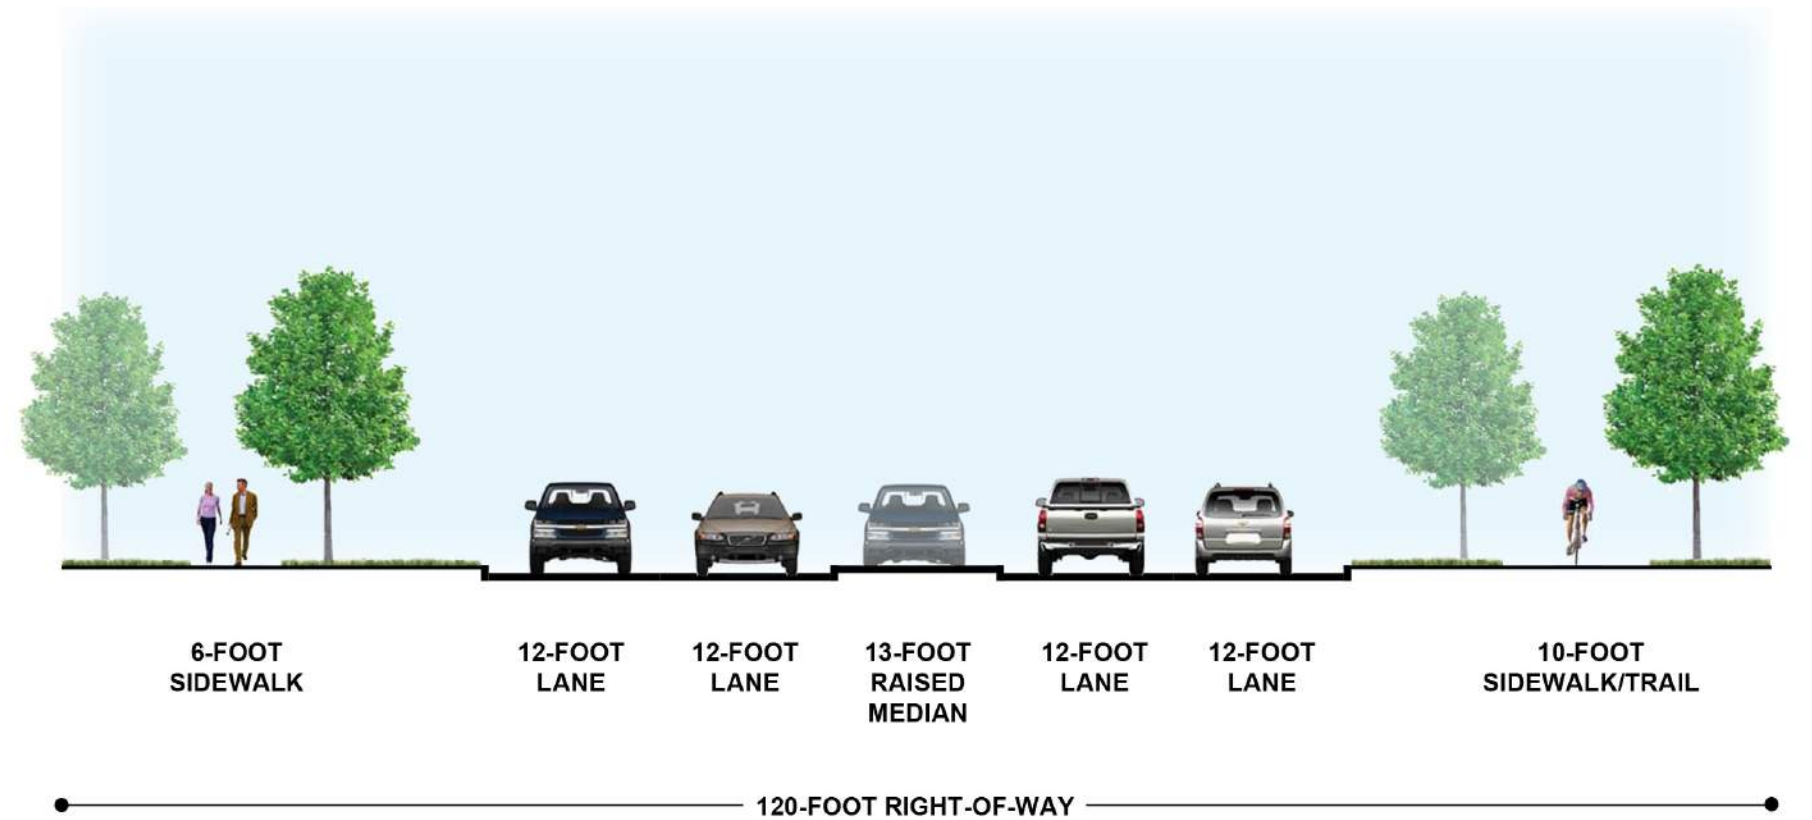 6-FOOT
SIDEWALK
12-FOOT
LANE
12-FOOT
LANE
13-FOOT
RAISED
MEDIAN
12-FOOT
LANE
12-FOOT
LANE
10-FOOT
SIDEWALK/TRAIL
120-FOOT RIGHT-OF-WAY